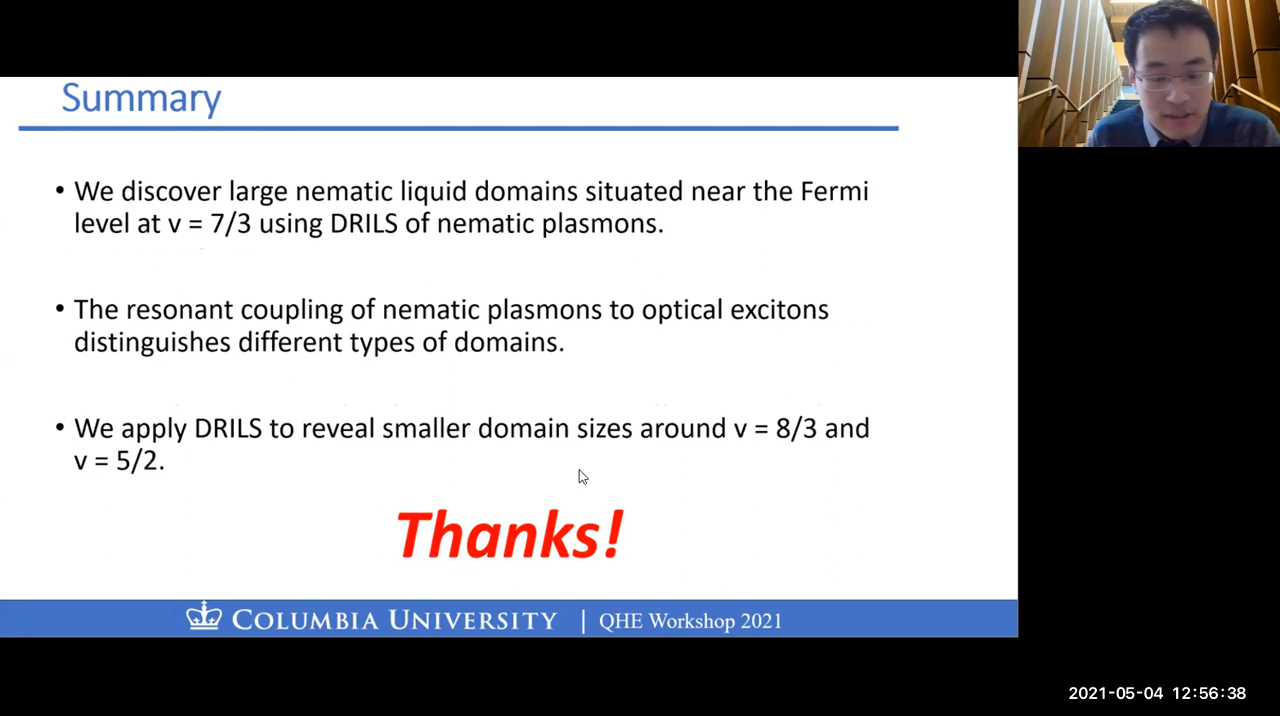 Summary
• We discover large nematic liquid domains situated near the Fermi
level at ν = 7/3 using DRILS of nematic plasmons.
• The resonant coupling of nematic plasmons to optical excitons
distinguishes different types of domains.
• We apply DRILS to reveal smaller domain sizes around ν = 8/3 and
ν = 5/2.
Thanks!
COLUMBIA UNIVERSITY | QHE Workshop 2021
2021-05-04 12:56:38